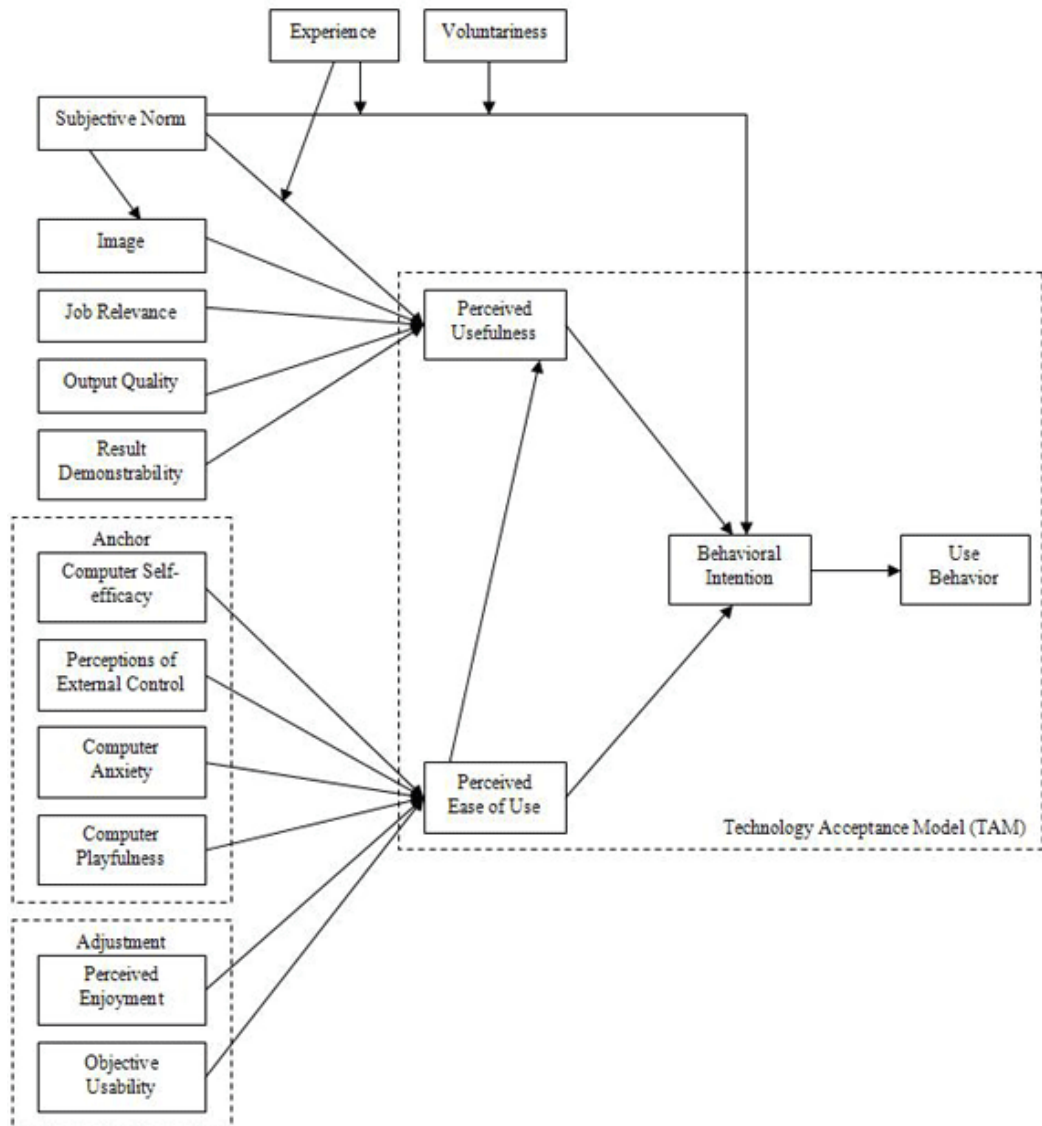 Experience
Voluntariness
Subjective Norm
Image
Job Relevance
Output Quality
Result
Demonstrability
Perceived
Usefulness
Anchor
Computer Self-
efficacy
Perceptions of
External Control
Computer
Anxiety
Computer
Playfulness
Behavioral
Intention
Use
Behavior
Perceived
Ease of Use
Technology Acceptance Model (TAM)
Adjustment
Perceived
Enjoyment
Objective
Usability